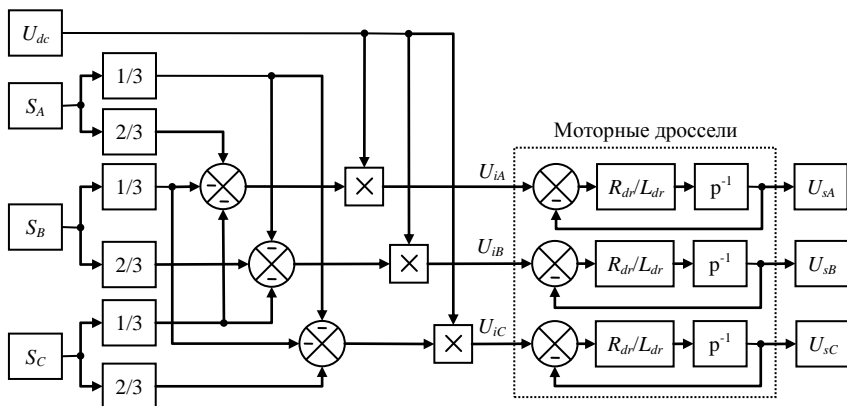 U_dc
1/3
S_A
2/3
Моторные дроссели
1/3
− −
×
U_iA
−
R_dr/L_dr
p⁻¹
U_sA
S_B
2/3
− −
×
U_iB
−
R_dr/L_dr
p⁻¹
U_sB
1/3
S_C
− −
×
U_iC
−
R_dr/L_dr
p⁻¹
U_sC
2/3